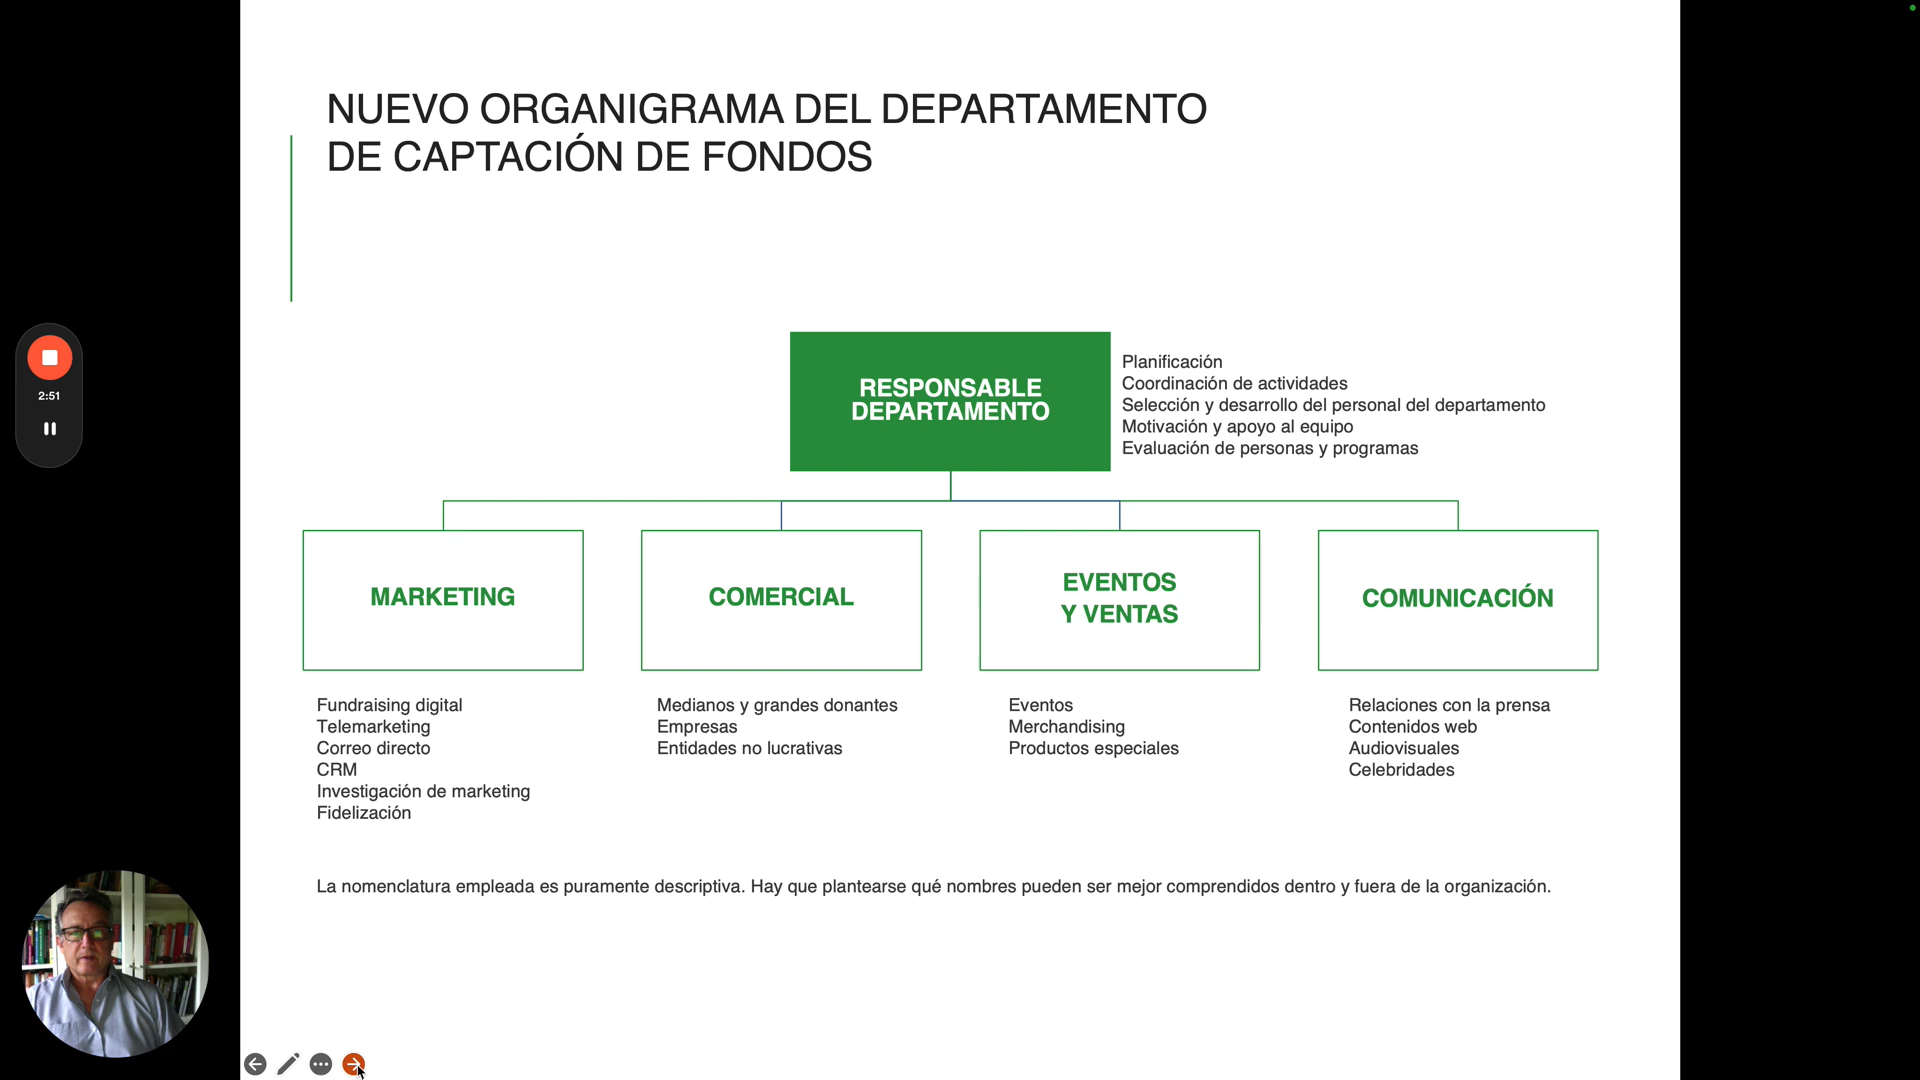 NUEVO ORGANIGRAMA DEL DEPARTAMENTO
DE CAPTACIÓN DE FONDOS
RESPONSABLE
DEPARTAMENTO
Planificación
Coordinación de actividades
Selección y desarrollo del personal del departamento
Motivación y apoyo al equipo
Evaluación de personas y programas
2:51
MARKETING
Fundraising digital
Telemarketing
Correo directo
CRM
Investigación de marketing
Fidelización
COMERCIAL
Medianos y grandes donantes
Empresas
Entidades no lucrativas
EVENTOS
Y VENTAS
Eventos
Merchandising
Productos especiales
COMUNICACIÓN
Relaciones con la prensa
Contenidos web
Audiovisuales
Celebridades
La nomenclatura empleada es puramente descriptiva. Hay que plantearse qué nombres pueden ser mejor comprendidos dentro y fuera de la organización.